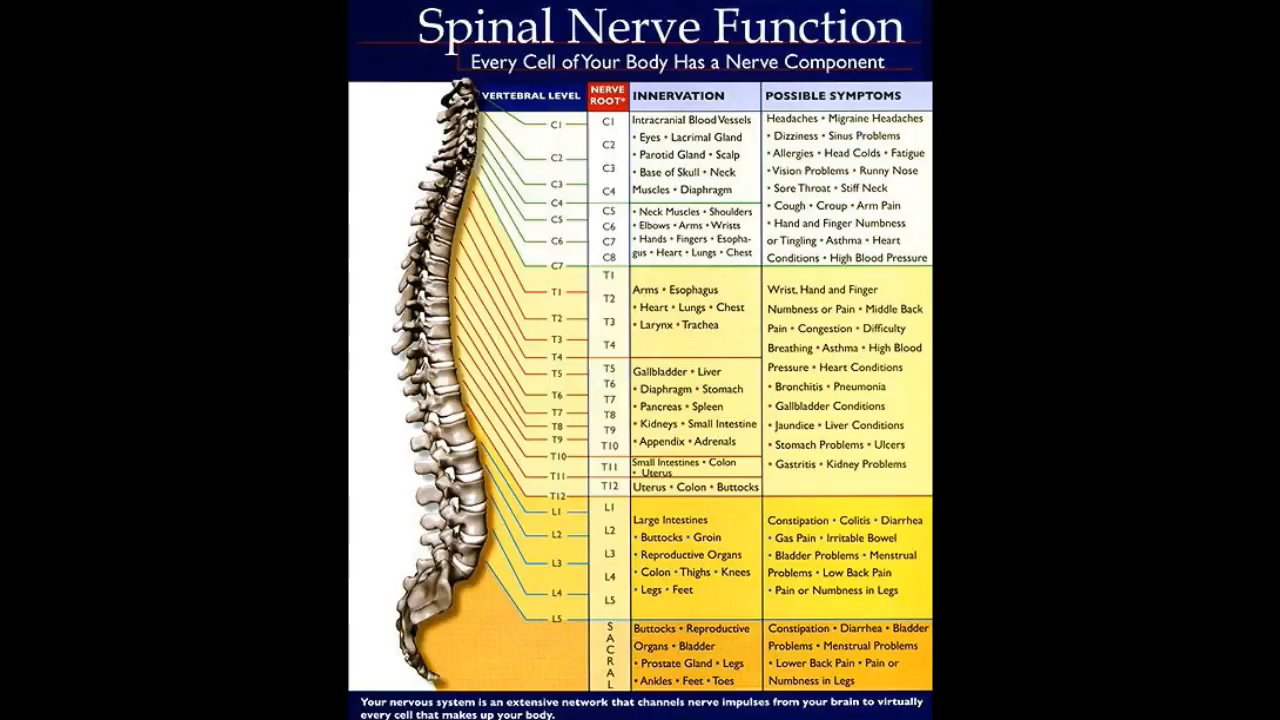 Spinal Nerve Function
Every Cell of Your Body Has a Nerve Component
VERTEBRAL LEVEL
NERVE
ROOT*
INNERVATION
POSSIBLE SYMPTOMS
C1
C2
C3
C4
C5
C6
C7
T1
T2
T3
T4
T5
T6
T7
T8
T9
T10
T11
T12
L1
L2
L3
L4
L5
C1
C2
C3
C4
C5
C6
C7
C8
T1
T2
T3
T4
T5
T6
T7
T8
T9
T10
T11
T12
L1
L2
L3
L4
L5
S
A
C
R
A
L
Intracranial Blood Vessels
• Eyes • Lacrimal Gland
• Parotid Gland • Scalp
• Base of Skull • Neck
Muscles • Diaphragm
• Neck Muscles • Shoulders
• Elbows • Arms • Wrists
• Hands • Fingers • Esopha-
gus • Heart • Lungs • Chest
Arms • Esophagus
• Heart • Lungs • Chest
• Larynx • Trachea
Gallbladder • Liver
• Diaphragm • Stomach
• Pancreas • Spleen
• Kidneys • Small Intestine
• Appendix • Adrenals
Small Intestines • Colon
• Uterus
Uterus • Colon • Buttocks
Large Intestines
• Buttocks • Groin
• Reproductive Organs
• Colon • Thighs • Knees
• Legs • Feet
Buttocks • Reproductive
Organs • Bladder
• Prostate Gland • Legs
• Ankles • Feet • Toes
Headaches • Migraine Headaches
• Dizziness • Sinus Problems
• Allergies • Head Colds • Fatigue
• Vision Problems • Runny Nose
• Sore Throat • Stiff Neck
• Cough • Croup • Arm Pain
• Hand and Finger Numbness
or Tingling • Asthma • Heart
Conditions • High Blood Pressure
Wrist, Hand and Finger
Numbness or Pain • Middle Back
Pain • Congestion • Difficulty
Breathing • Asthma • High Blood
Pressure • Heart Conditions
• Bronchitis • Pneumonia
• Gallbladder Conditions
• Jaundice • Liver Conditions
• Stomach Problems • Ulcers
• Gastritis • Kidney Problems
Constipation • Colitis • Diarrhea
• Gas Pain • Irritable Bowel
• Bladder Problems • Menstrual
Problems • Low Back Pain
• Pain or Numbness in Legs
Constipation • Diarrhea • Bladder
Problems • Menstrual Problems
• Lower Back Pain • Pain or
Numbness in Legs
Your nervous system is an extensive network that channels nerve impulses from your brain to virtually
every cell that makes up your body.